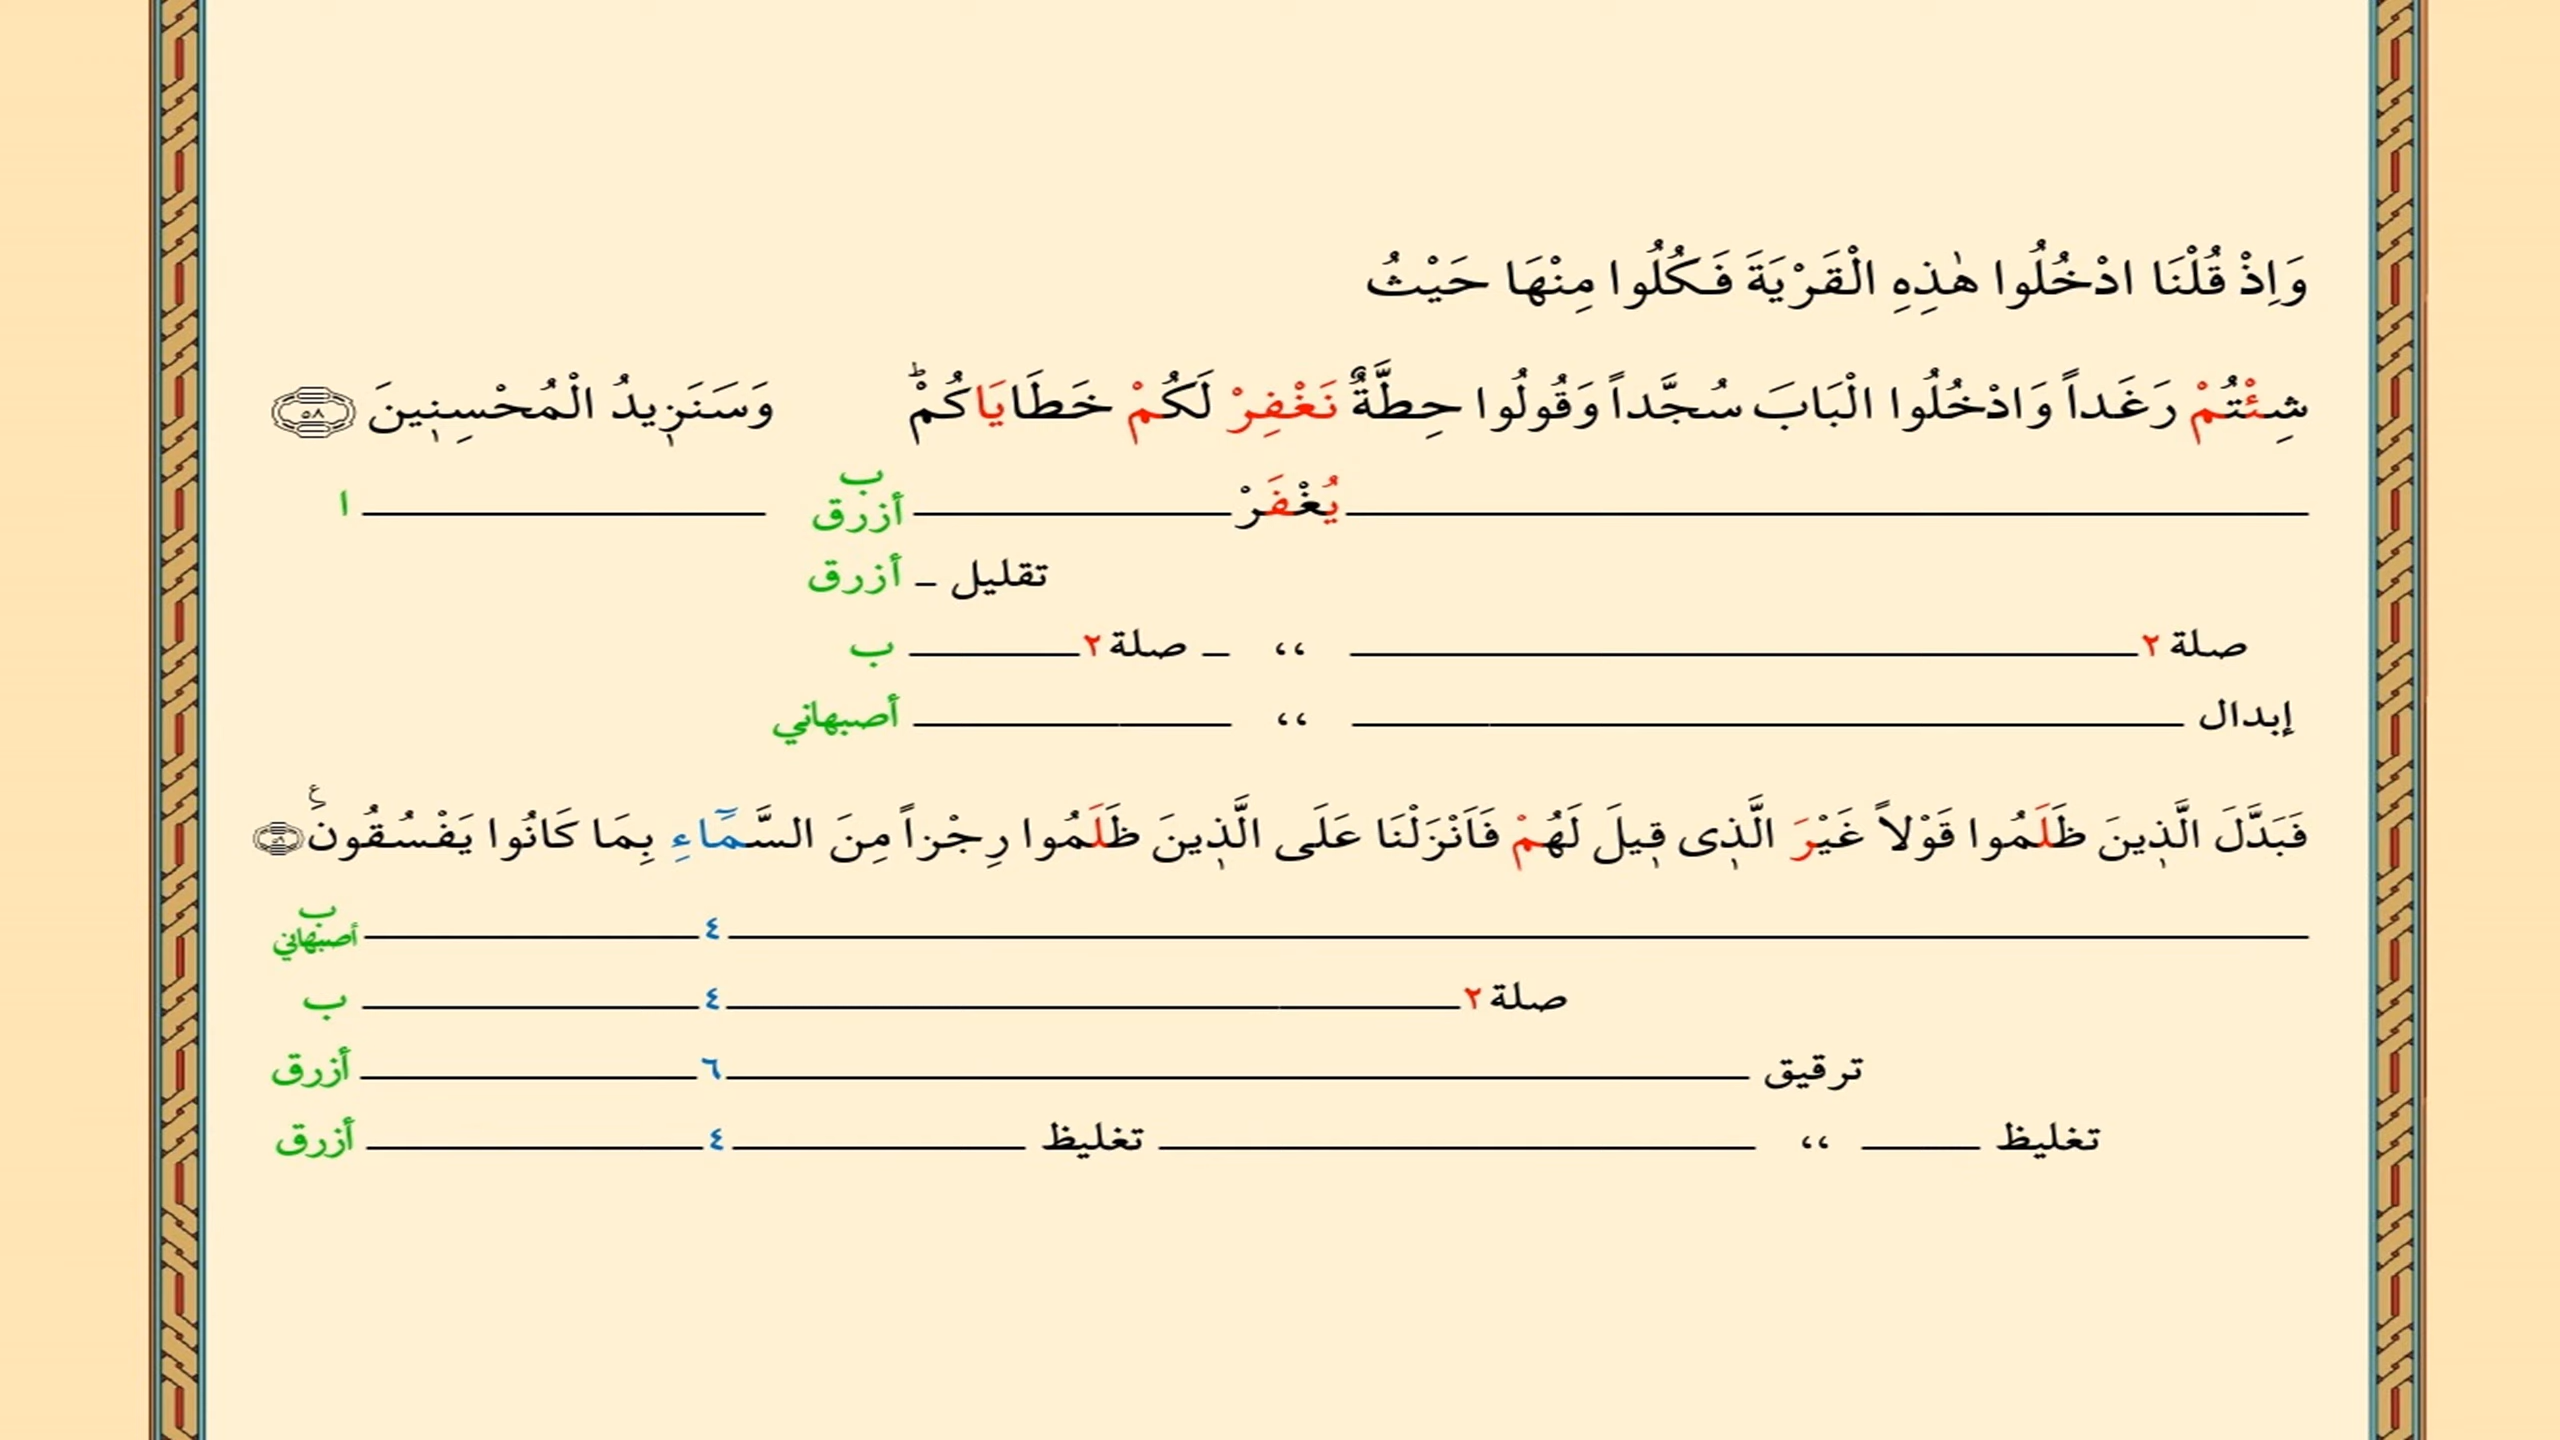 وَاِذْ قُلْنَا ادْخُلُوا هٰذِهِ الْقَرْيَةَ فَكُلُوا مِنْهَا حَيْثُ
شِئْتُمْ رَغَداً وَادْخُلُوا الْبَابَ سُجَّداً وَقُولُوا حِطَّةٌ نَغْفِرْ لَكُمْ خَطَايَاكُمْۜ وَسَنَزٖيدُ الْمُحْسِنٖينَ ٥٨
يُغْفَرْ ب أزرق ا
تقليل أزرق
صلة ٢ ،، صلة ٢ ب
إبدال ،، أصبهاني
فَبَدَّلَ الَّذٖينَ ظَلَمُوا قَوْلاً غَيْرَ الَّذٖى قٖيلَ لَهُمْ فَاَنْزَلْنَا عَلَى الَّذٖينَ ظَلَمُوا رِجْزاً مِنَ السَّمَٓاءِ بِمَا كَانُوا يَفْسُقُونَ ع
٤ ب أصبهاني
صلة ٢ ٤ ب
ترقيق ٦ أزرق
تغليظ ،، تغليظ ٤ أزرق